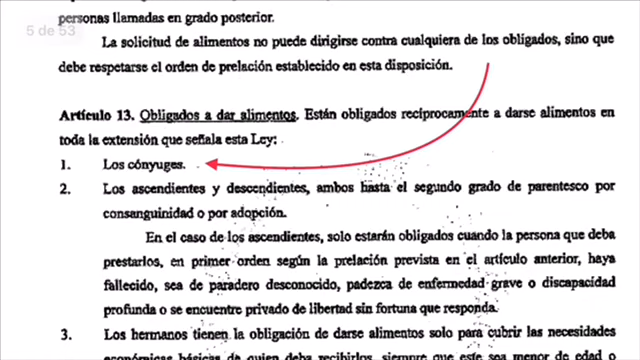 personas llamadas en grado posterior.
5 de 53
La solicitud de alimentos no puede dirigirse contra cualquiera de los obligados, sino que
debe respetarse el orden de prelación establecido en esta disposición.
Artículo 13. Obligados a dar alimentos. Están obligados recíprocamente a darse alimentos en
toda la extensión que señala esta Ley:
1. Los cónyuges.
2. Los ascendientes y descendientes, ambos hasta el segundo grado de parentesco por
consanguinidad o por adopción.
En el caso de los ascendientes, solo estarán obligados cuando la persona que deba
prestarlos, en primer orden según la prelación prevista en el artículo anterior, haya
fallecido, sea de paradero desconocido, padezca de enfermedad grave o discapacidad
profunda o se encuentre privado de libertad sin fortuna que responda.
3. Los hermanos tienen la obligación de darse alimentos solo para cubrir las necesidades
económicas básicas de quien deba recibirlos, siempre que este sea menor de edad o